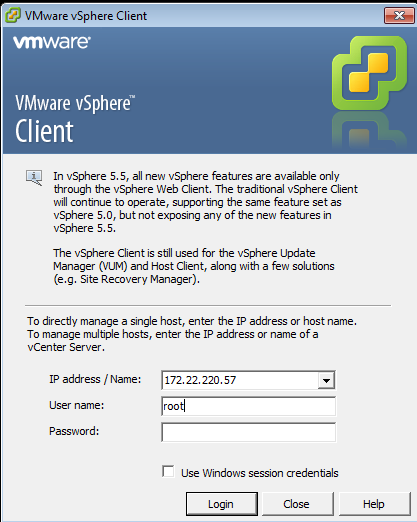 VMware vSphere Client
vmware®
VMware vSphere™
Client
In vSphere 5.5, all new vSphere features are available only
through the vSphere Web Client. The traditional vSphere Client
will continue to operate, supporting the same feature set as
vSphere 5.0, but not exposing any of the new features in
vSphere 5.5.
The vSphere Client is still used for the vSphere Update
Manager (VUM) and Host Client, along with a few solutions
(e.g. Site Recovery Manager).
To directly manage a single host, enter the IP address or host name.
To manage multiple hosts, enter the IP address or name of a
vCenter Server.
IP address / Name: 172.22.220.57
User name: root
Password:
Use Windows session credentials
Login Close Help